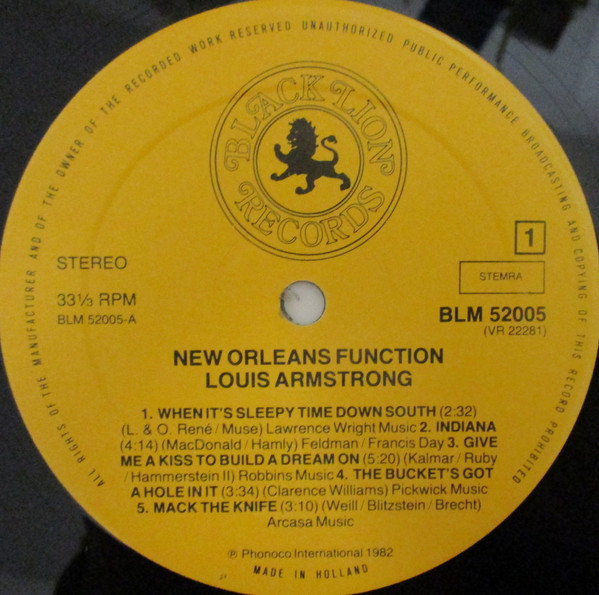 ALL RIGHTS OF THE MANUFACTURER AND OF THE OWNER OF THE RECORDED WORK RESERVED UNAUTHORIZED PUBLIC PERFORMANCE BROADCASTING AND COPYING OF THIS RECORD PROHIBITED
BLACK LION
RECORDS
1
STEREO
STEMRA
33⅓ RPM
BLM 52005-A
BLM 52005
(VR 22281)
NEW ORLEANS FUNCTION
LOUIS ARMSTRONG
1. WHEN IT'S SLEEPY TIME DOWN SOUTH (2:32)
(L. & O. René / Muse) Lawrence Wright Music 2. INDIANA
(4:14) (MacDonald / Hamly) Feldman / Francis Day 3. GIVE
ME A KISS TO BUILD A DREAM ON (5:20) (Kalmar / Ruby
/ Hammerstein II) Robbins Music 4. THE BUCKET'S GOT
A HOLE IN IT (3:34) (Clarence Williams) Pickwick Music
5. MACK THE KNIFE (3:10) (Weill / Blitzstein / Brecht)
Arcasa Music
℗ Phonoco International 1982
MADE IN HOLLAND